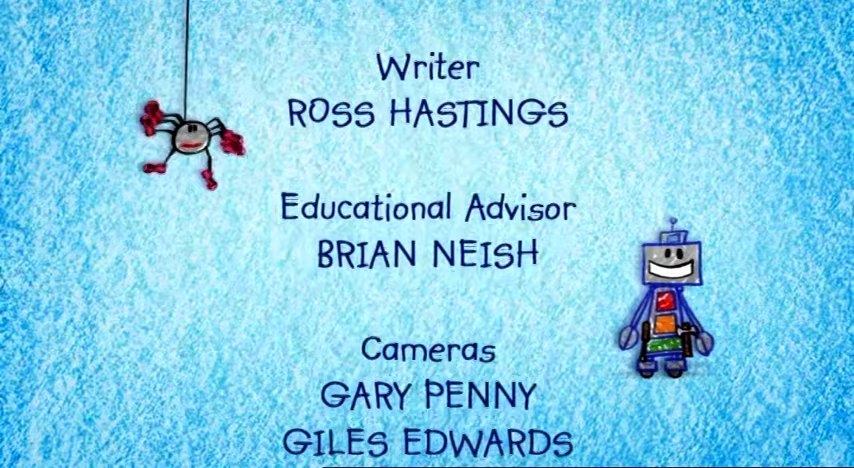 Writer
ROSS HASTINGS
Educational Advisor
BRIAN NEISH
Cameras
GARY PENNY
GILES EDWARDS